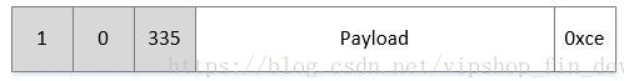 1 0 335 Payload 0xce
https://blog.csdn.net/vipshop_fin_dev